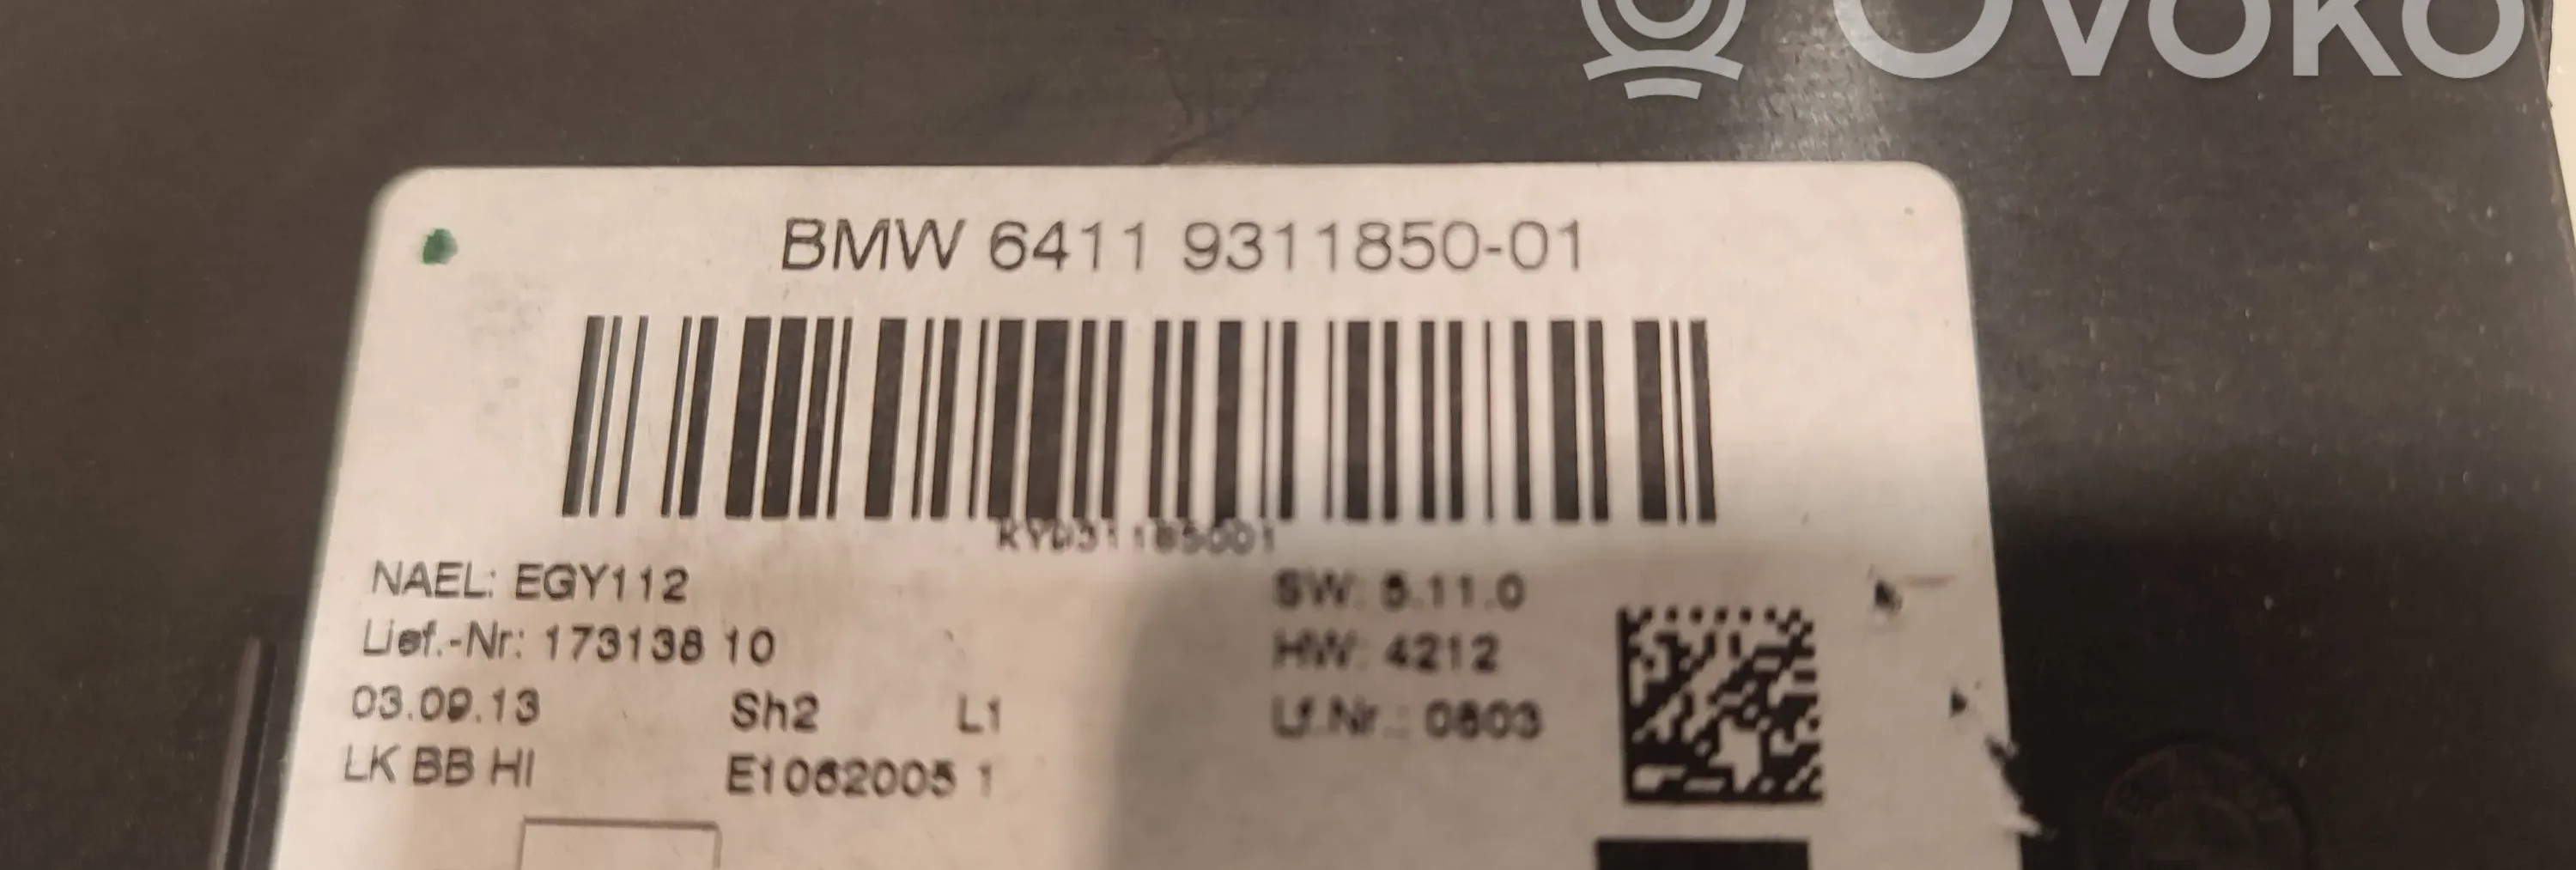 OVOKO
BMW 6411 9311850-01
KY931185001
NAEL: EGY112
Lief.-Nr: 173138 10
03.09.13 Sh2 L1
LK BB HI E1062005 1
SW: 5.11.0
HW: 4212
Lf.Nr.: 0803